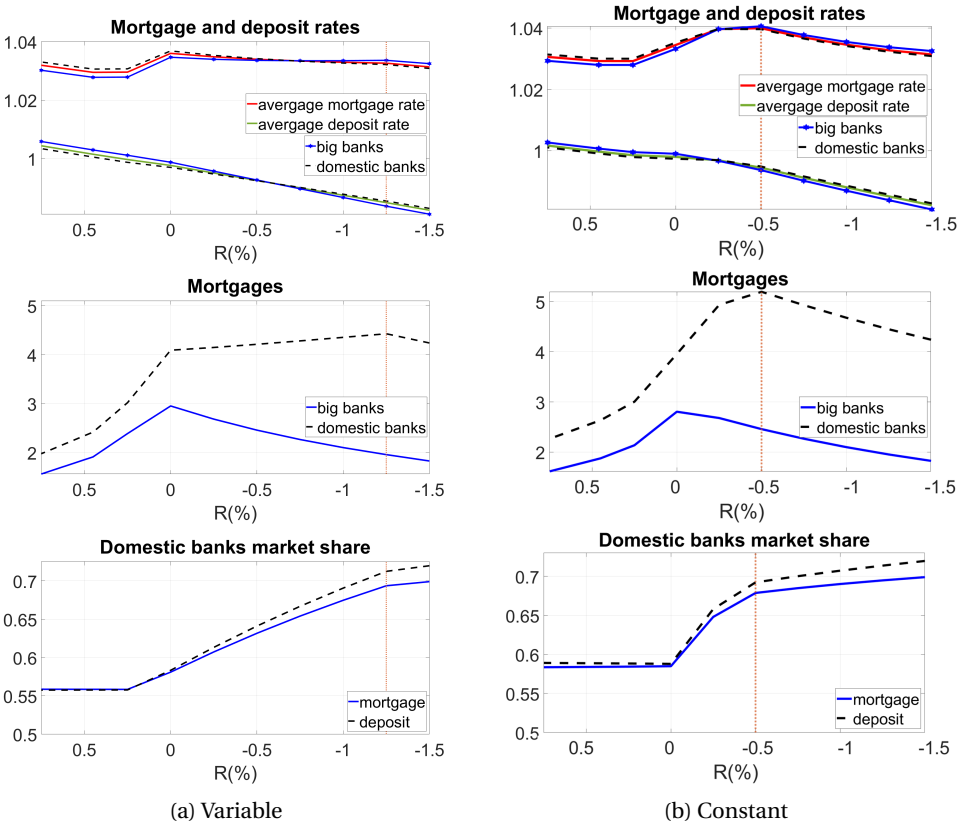 Mortgage and deposit rates
1.04
1.02
1
avergage mortgage rate
avergage deposit rate
big banks
domestic banks
0.5 0 -0.5 -1 -1.5
R(%)
Mortgages
5
4
3
2
big banks
domestic banks
0.5 0 -0.5 -1 -1.5
R(%)
Domestic banks market share
0.7
0.65
0.6
0.55
0.5
mortgage
deposit
0.5 0 -0.5 -1 -1.5
R(%)
(a) Variable
Mortgage and deposit rates
1.04
1.02
1
avergage mortgage rate
avergage deposit rate
big banks
domestic banks
0.5 0 -0.5 -1 -1.5
R(%)
Mortgages
5
4
3
2
big banks
domestic banks
0.5 0 -0.5 -1 -1.5
R(%)
Domestic banks market share
0.7
0.65
0.6
0.55
0.5
mortgage
deposit
0.5 0 -0.5 -1 -1.5
R(%)
(b) Constant